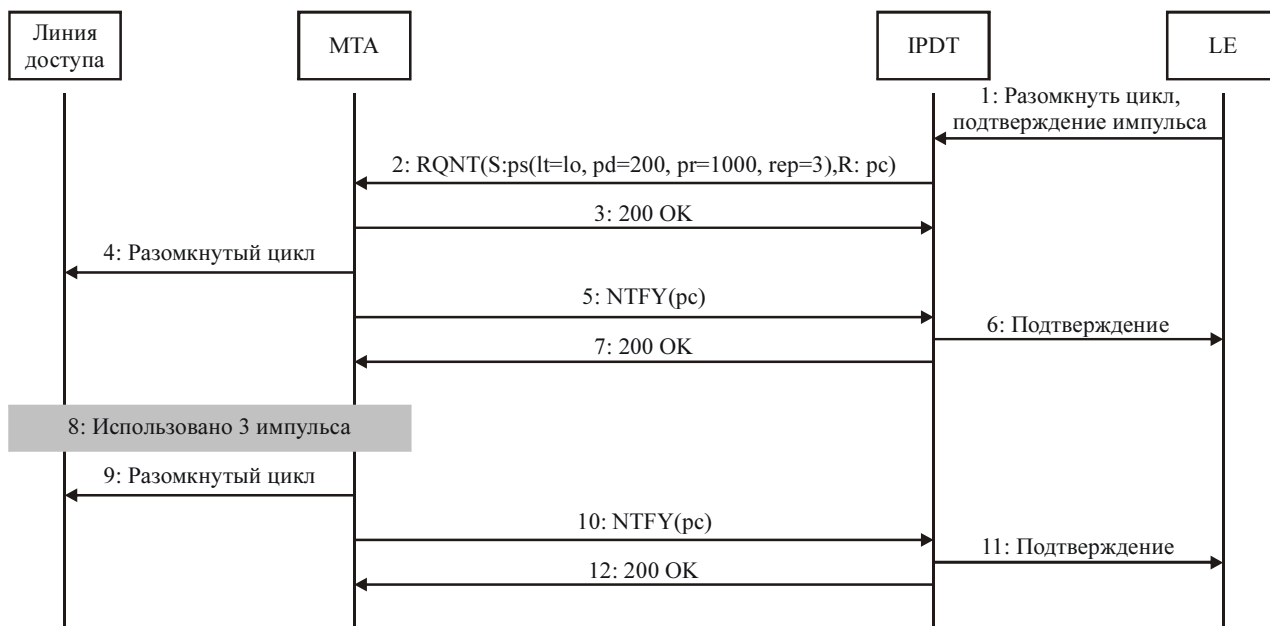 Линия
доступа
MTA
IPDT
LE
1: Разомкнуть цикл,
подтверждение импульса
2: RQNT(S:ps(lt=lo, pd=200, pr=1000, rep=3),R: pc)
3: 200 OK
4: Разомкнутый цикл
5: NTFY(pc)
6: Подтверждение
7: 200 OK
8: Использовано 3 импульса
9: Разомкнутый цикл
10: NTFY(pc)
11: Подтверждение
12: 200 OK